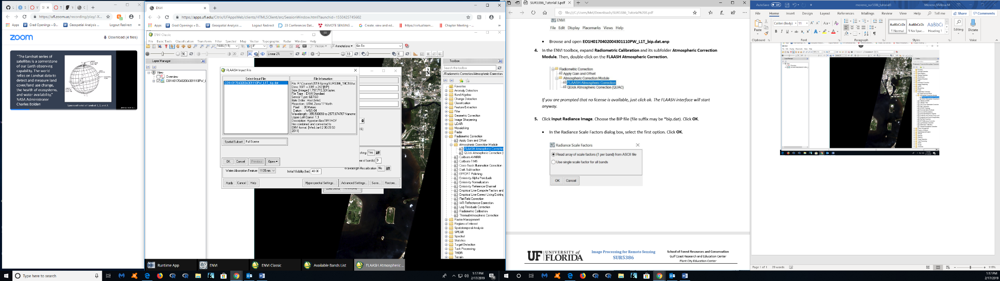 https://ufl.zoom.us/recording/play/-X...
Apps
Grad Openings » D...
Geospatial Analysis ...
Logout Redirect
zoom
Download (4 files)
"The Landsat series of
satellites is a cornerstone
of our Earth observing
capability. The world
relies on Landsat data to
detect and measure land
cover/land use change,
the health of ecosystems,
and water availability,"
NASA Administrator
Charles Bolden
Spacecraft orbit of Landsat 1, 2, and 3.
ENVI
https://apps.ufl.edu/Citrix/UFAppsWeb/clients/HTML5Client/src/SessionWindow.html?launchid=1550425745602
Apps
Grad Openings » D...
Geospatial Analysis ...
Logout Redirect
23 Conferences Dat...
REMOTE SENSING ...
Create, view and ed...
https://virtuallearn...
Chapter Meeting – ...
ENVI Classic
File Basic Tools Classification Transform Filter Spectral Map Vector Topographic Radar Window Help
100% (1:1)
0°
Vectors
Annotations
Go To
50
20
Linear 2%
10
0
Layer Manager
View
Overview
EO1H0170402004301110PW_L
FLAASH Input File
Select Input File:
EO1H0170402004301110PW_L1T_bip.dat
File Information:
File: R:\Courses\2019-Spring-SUR5386_19C3\Stuc
Dims: 1071 x 3391 x 242 [BIP]
Size: [Integer] 1,757,772,324 bytes.
File Type : ENVI Standard
Sensor Type: GER63
Byte Order : Host (Intel)
Projection : UTM, Zone 17 North
Pixel : 30 Meters
Datum : WGS-84
Wavelength : 355.588898 to 2577.074707 Nanome
Upper Left Corner: 1,1
Description: Hyperion GeoTIFF/HDF
files combined and converted to
ENVI format. [Wed Jan12 00:35:53
2011]
Spatial Subset
Full Scene
OK
Cancel
Previous
Open
Yes
9
Water Absorption Feature
1135 nm
Initial Visibility (km)
40.00
Wavelength Recalibration
No
Apply
Cancel
Help
Hyperspectral Settings...
Advanced Settings...
Save...
Restore...
N
Toolbox
Search the toolbox
/Radiometric Correction/Atmospheric Correction
Favorites
Anomaly Detection
Band Algebra
Change Detection
Classification
Feature Extraction
Filter
Geometric Correction
Image Sharpening
LiDAR
Mosaicking
Radar
Radiometric Correction
Apply Gain and Offset
Atmospheric Correction Module
FLAASH Atmospheric Correction
QUick Atmospheric Correction (
Calibrate AVHRR
Calibrate TIMS
Cross-Track Illumination Correction
Dark Subtraction
EFFORT Polishing
Emissivity Alpha Residuals
Emissivity Normalization
Emissivity Reference Channel
Empirical Line Compute Factors and
Empirical Line Correct Using Existing
Flat Field Correction
IAR Reflectance Correction
Log Residuals Correction
Radiometric Calibration
Thermal Atmospheric Correction
Raster Management
Regions of Interest
Spatiotemporal Analysis
SPEAR
Spectral
Statistics
Target Detection
Task Processing
THOR
Terrain
Runtime App
ENVI
ENVI Classic
Available Bands List
FLAASH Atmospheric ...
Type here to search
1:17 PM
2/17/2019
SUR5386_Tutorial 3.pdf
file:///C:/Users/Mel/Downloads/SUR5386_Tutorial%203.pdf
ENVI
File Edit Display Placemarks Views Help
• Browse and open EO1H0170402004301110PW_L1T_bip.dat.enp
4. In the ENVI toolbox, expand Radiometric Calibration and its subfolder Atmospheric Correction
Module. Then, double-click on the FLAASH Atmospheric Correction.
Radiometric Correction
Apply Gain and Offset
Atmospheric Correction Module
FLAASH Atmospheric Correction
QUick Atmospheric Correction (QUAC)
If you are prompted that no license is available, just click ok. The FLAASH interface will start
anyway.
5. Click Input Radiance Image. Choose the BIP file (file suffix may be *bip.dat). Click OK.
• In the Radiance Scale Factors dialog box, select the first option. Click OK.
Radiance Scale Factors
Read array of scale factors (1 per band) from ASCII file
Use single scale factor for all bands
OK
Cancel
UF UNIVERSITY of FLORIDA
Image Processing for Remote Sensing
SUR5386
School of Forest Resources and Conservation
Gulf Coast Research and Education Center
Plant City Education Center
AutoSave Off
moreno_sur5386_tutorial3
Moreno,Melissa M
File Home Insert Design Layout References Mailings Review View Help Tell me
Share
Comments
Paste
Calibri (Body)
11
AaBbCcDc
¶ Normal
AaBbCcDc
¶ No Spac...
AaBbCc
Heading 1
Editing
Dictate
Clipboard
Font
Paragraph
Styles
Voice
Page 1 of 1
29 words
115%
1:17 PM
2/17/2019